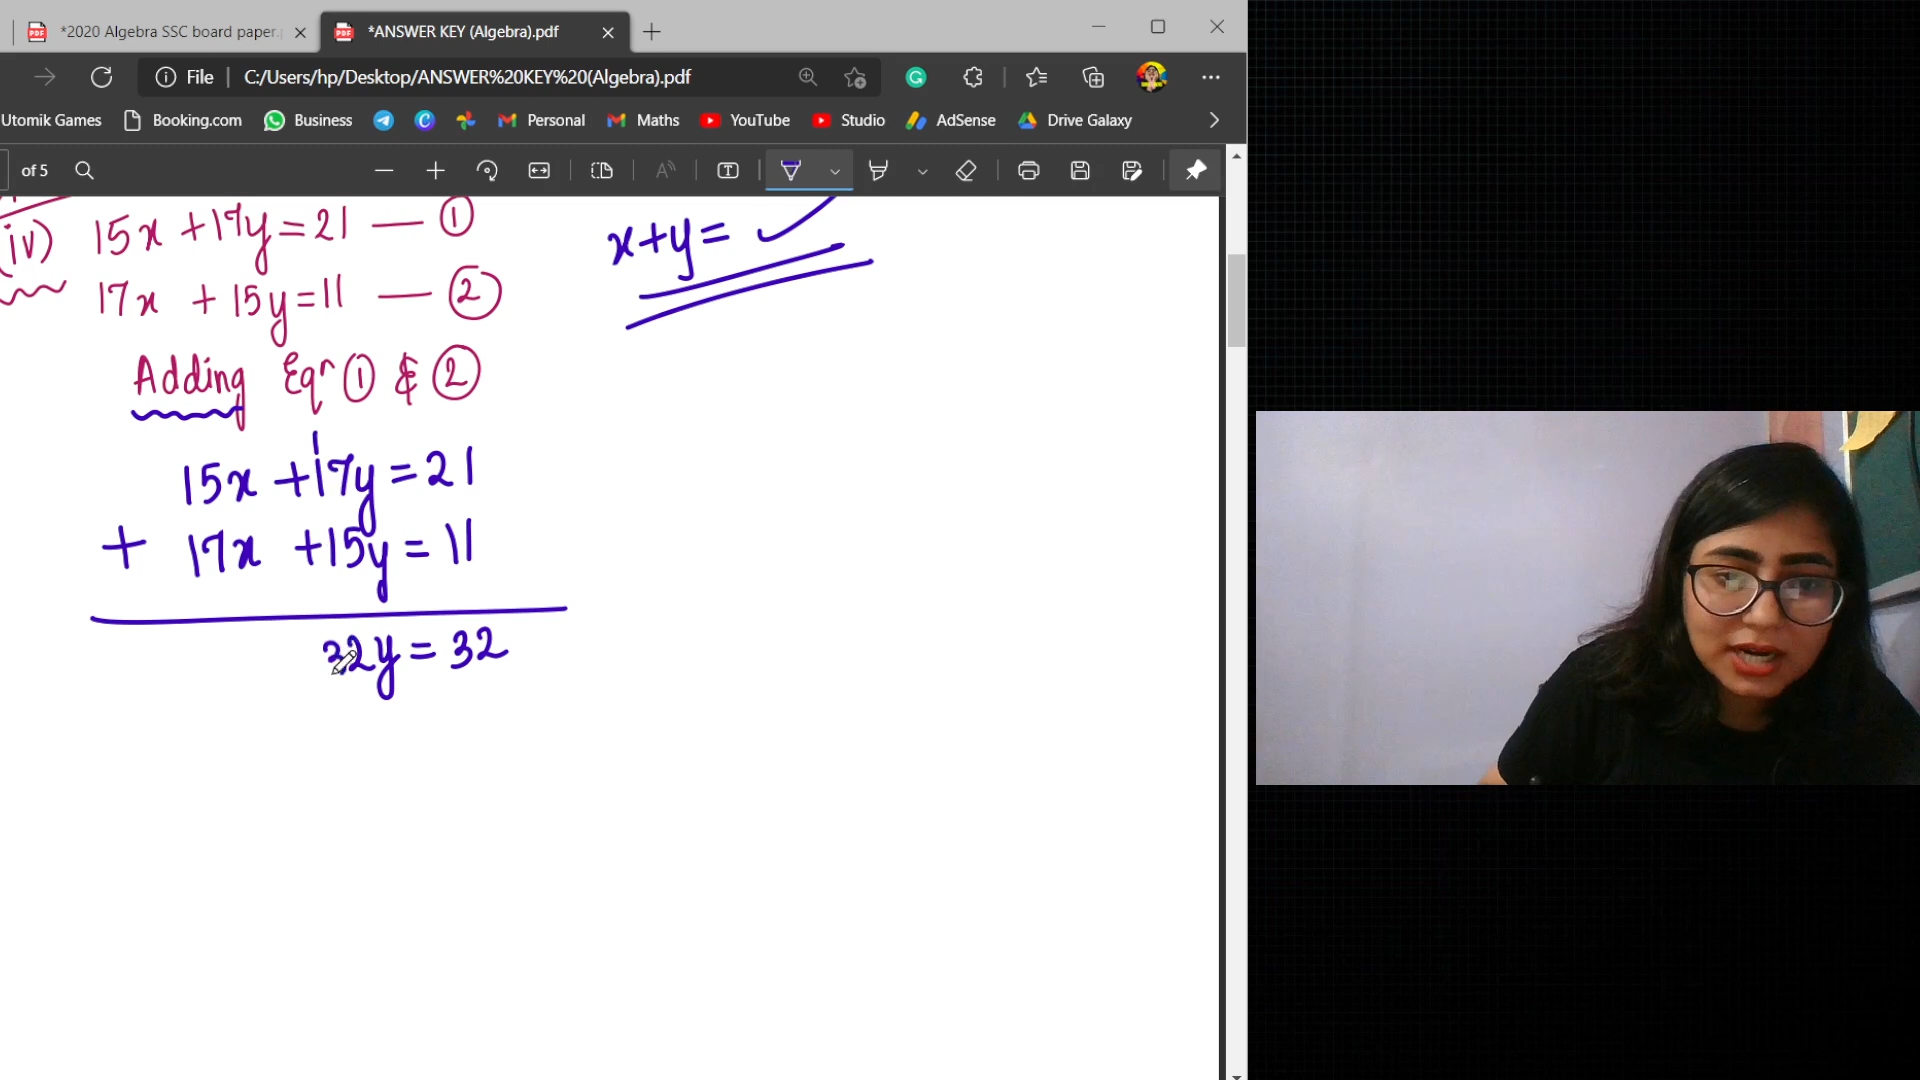 *2020 Algebra SSC board paper.
*ANSWER KEY (Algebra).pdf
File
C:/Users/hp/Desktop/ANSWER%20KEY%20(Algebra).pdf
Utomik Games
Booking.com
Business
Personal
Maths
YouTube
Studio
AdSense
Drive Galaxy
of 5
(iv) 15x + 17y = 21 — ①
17x + 15y = 11 — ②
x+y=
Adding Eqn ① & ②
15x + 17y = 21
+ 17x + 15y = 11
32y = 32